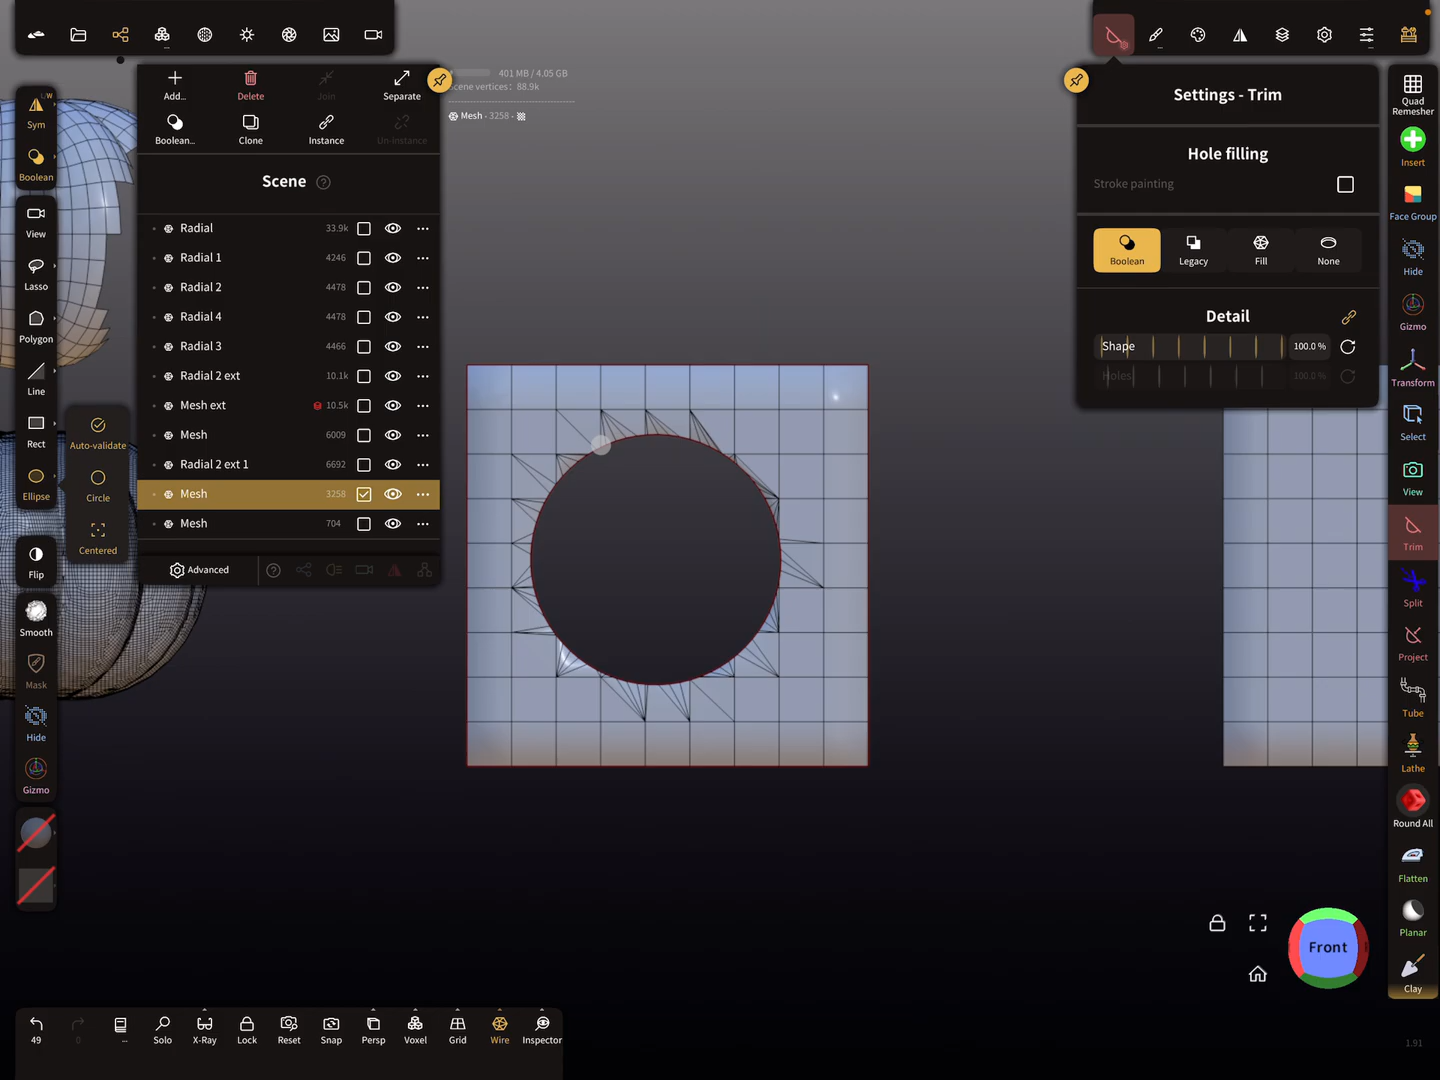 Add...
Delete
Join
Separate
Boolean...
Clone
Instance
Un-instance
Scene ?
Radial 33.9k
Radial 1 4246
Radial 2 4478
Radial 4 4478
Radial 3 4466
Radial 2 ext 10.1k
Mesh ext 10.5k
Mesh 6009
Radial 2 ext 1 6692
Mesh 3258
Mesh 704
Advanced
?
401 MB / 4.05 GB
cene vertices: 88.9k
Mesh - 3258 -
Sym
Boolean
View
Lasso
Polygon
Line
Rect
Ellipse
Auto-validate
Circle
Centered
Flip
Smooth
Mask
Hide
Gizmo
Settings - Trim
Hole filling
Stroke painting
Boolean
Legacy
Fill
None
Detail
Shape 100.0 %
Holes 100.0 %
Quad
Remesher
Insert
Face Group
Hide
Gizmo
Transform
Select
View
Trim
Split
Project
Tube
Lathe
Round All
Flatten
Planar
Clay
Front
49
0
...
Solo
X-Ray
Lock
Reset
Snap
Persp
Voxel
Grid
Wire
Inspector
1.91